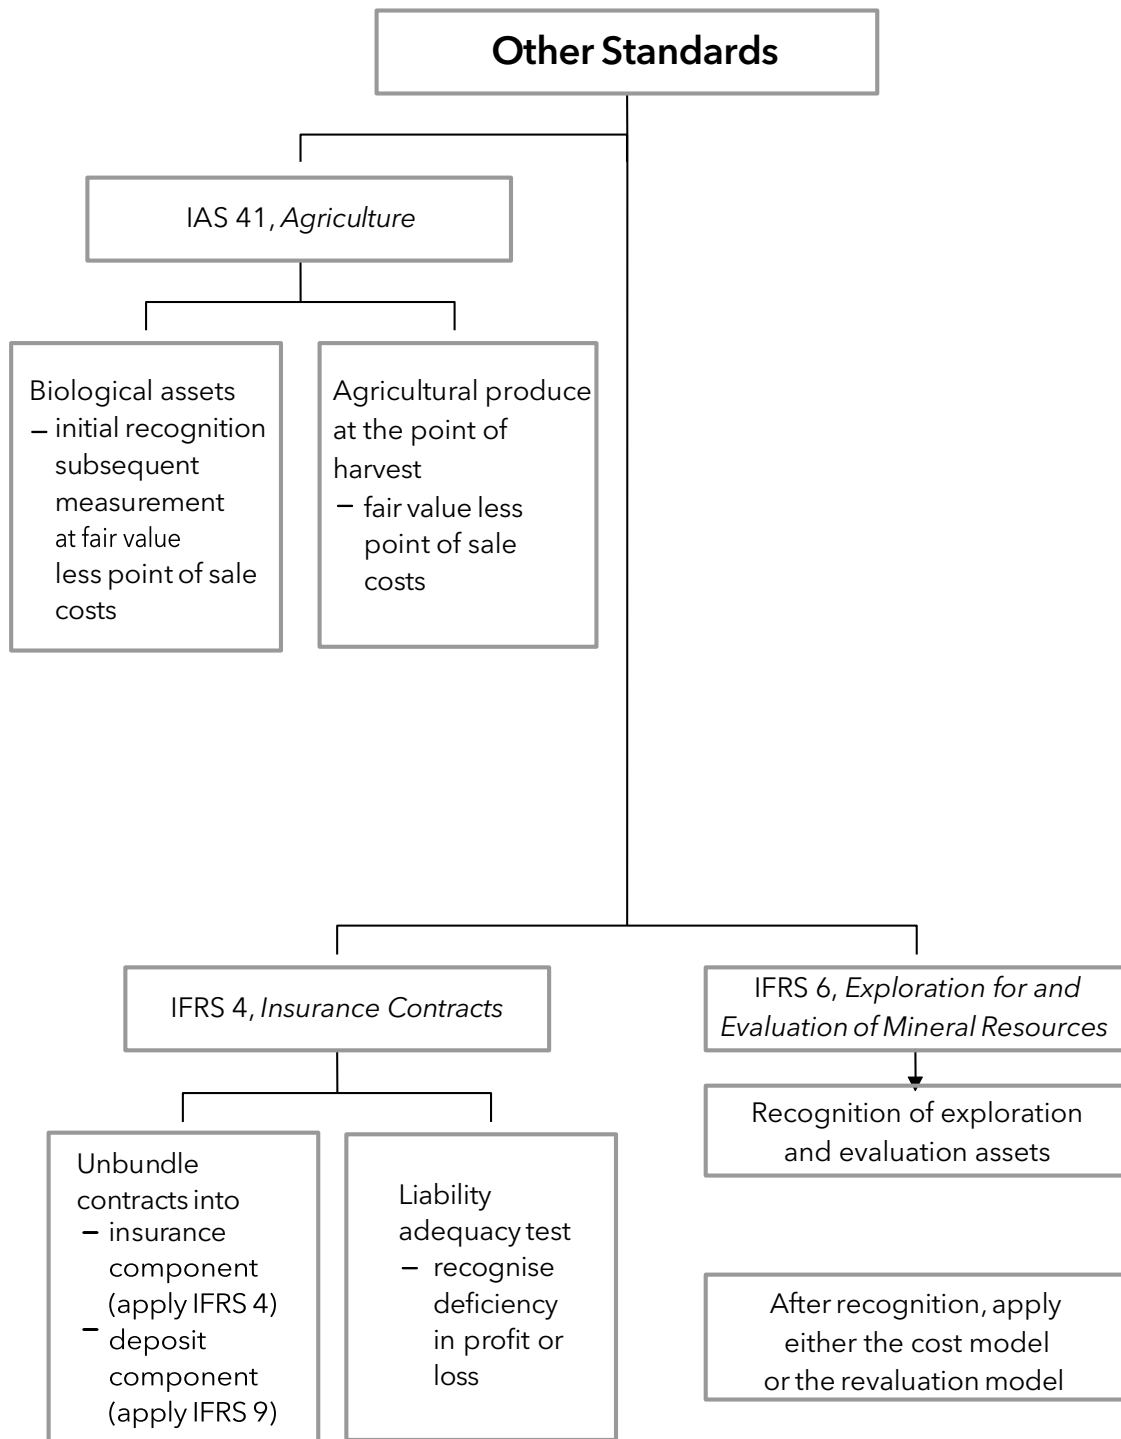 Other Standards
IAS 41, Agriculture
Biological assets
– initial recognition
subsequent
measurement
at fair value
less point of sale
costs
Agricultural produce
at the point of
harvest
– fair value less
point of sale
costs
IFRS 4, Insurance Contracts
Unbundle
contracts into
– insurance
component
(apply IFRS 4)
– deposit
component
(apply IFRS 9)
Liability
adequacy test
– recognise
deficiency
in profit or
loss
IFRS 6, Exploration for and
Evaluation of Mineral Resources
Recognition of exploration
and evaluation assets
After recognition, apply
either the cost model
or the revaluation model